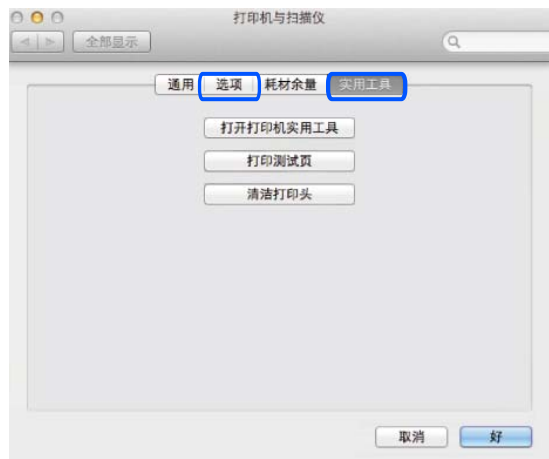 打印机与扫描仪
全部显示
通用 选项 耗材余量 实用工具
打开打印机实用工具
打印测试页
清洁打印头
取消 好